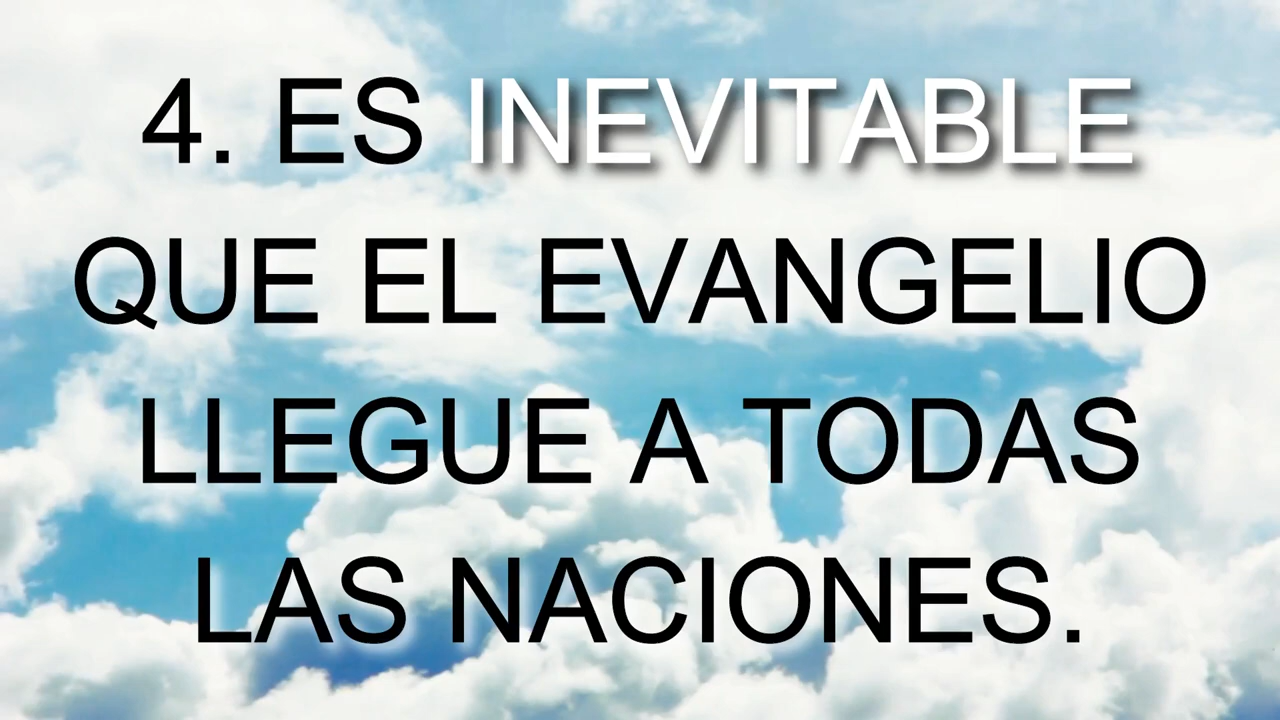 4. ES INEVITABLE
QUE EL EVANGELIO
LLEGUE A TODAS
LAS NACIONES.